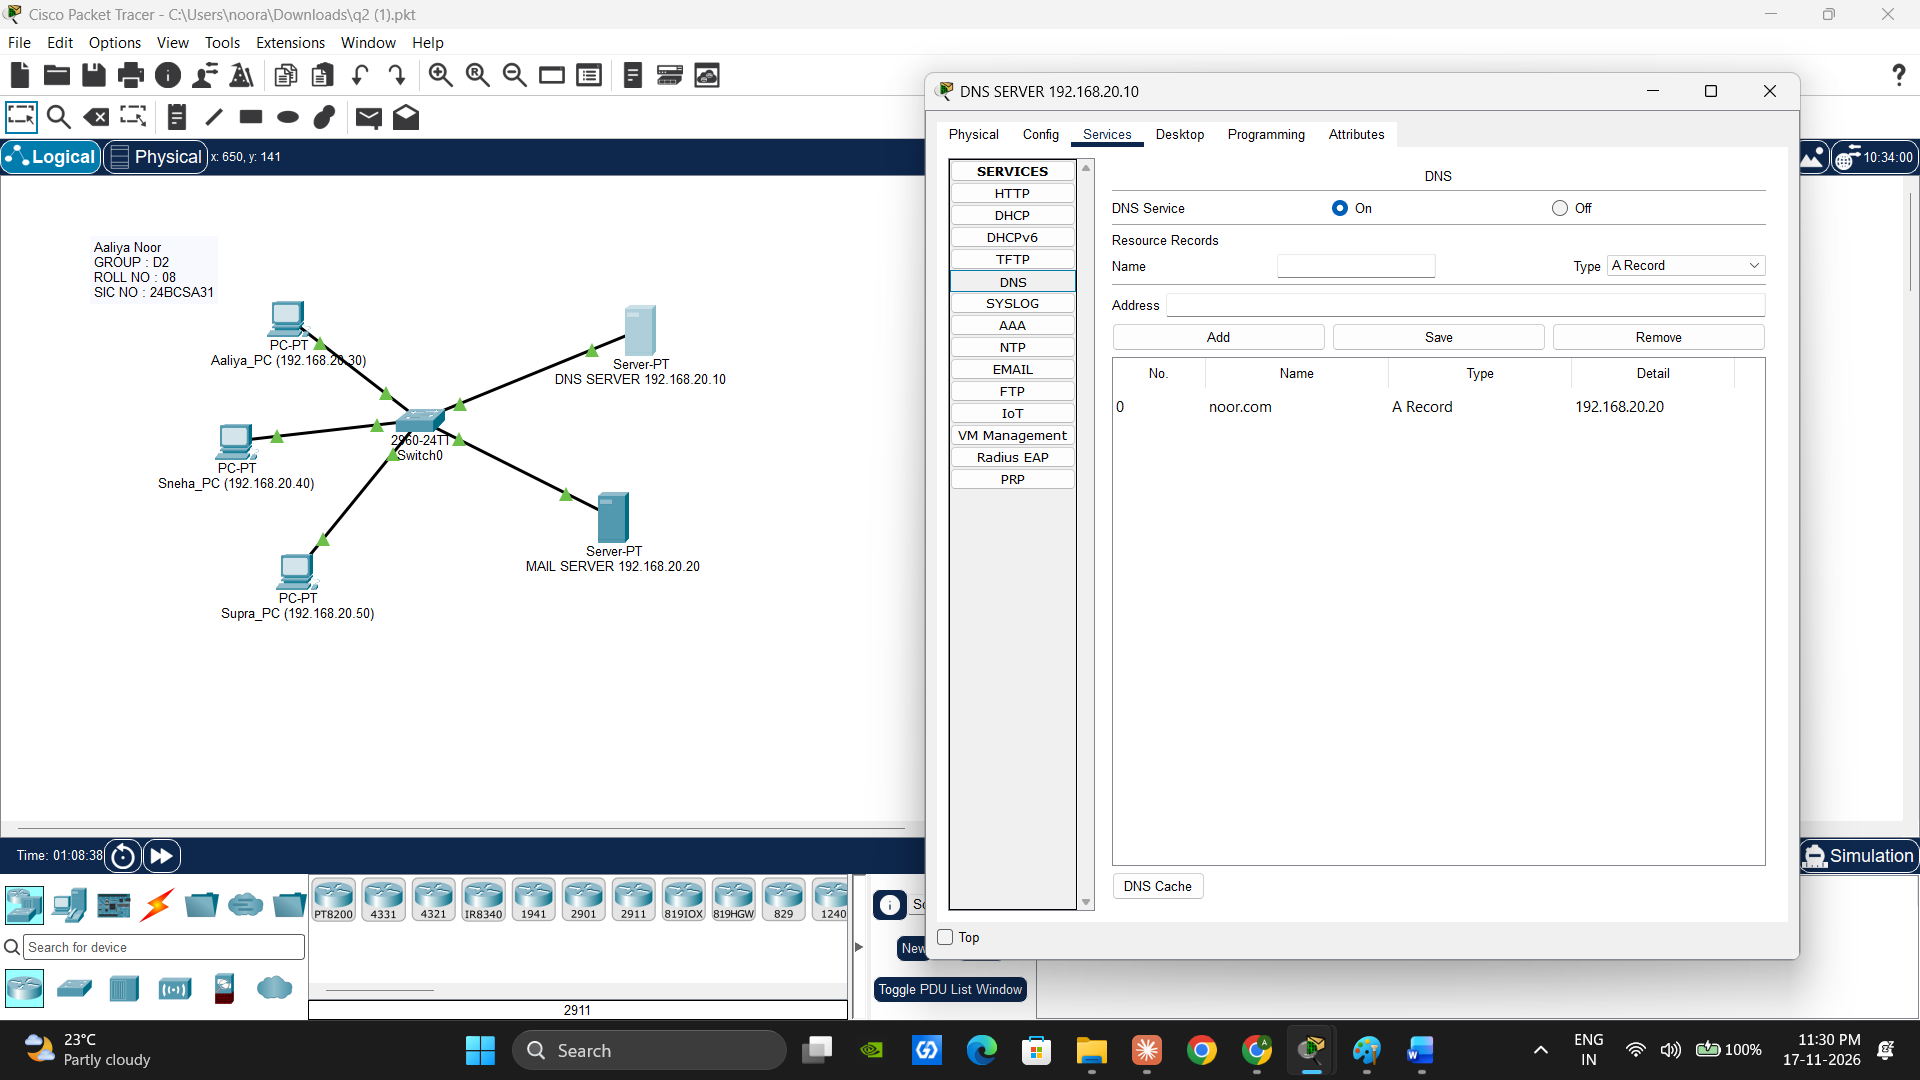 Cisco Packet Tracer - C:\Users\noora\Downloads\q2 (1).pkt
File Edit Options View Tools Extensions Window Help
Logical Physical x: 650, y: 141
10:34:00
Aaliya Noor
GROUP : D2
ROLL NO : 08
SIC NO : 24BCSA31
PC-PT
Aaliya_PC (192.168.20.30)
Server-PT
DNS SERVER 192.168.20.10
PC-PT
Sneha_PC (192.168.20.40)
2960-24TT
Switch0
Server-PT
MAIL SERVER 192.168.20.20
PC-PT
Supra_PC (192.168.20.50)
DNS SERVER 192.168.20.10
Physical Config Services Desktop Programming Attributes
SERVICES
HTTP
DHCP
DHCPv6
TFTP
DNS
SYSLOG
AAA
NTP
EMAIL
FTP
IoT
VM Management
Radius EAP
PRP
DNS
DNS Service On Off
Resource Records
Name Type A Record
Address
Add Save Remove
No. Name Type Detail
0 noor.com A Record 192.168.20.20
DNS Cache
Top
Time: 01:08:38
Simulation
PT8200 4331 4321 IR8340 1941 2901 2911 819IOX 819HGW 829 1240
Search for device
New
Toggle PDU List Window
2911
23°C
Partly cloudy
Search
ENG
IN
100%
11:30 PM
17-11-2026